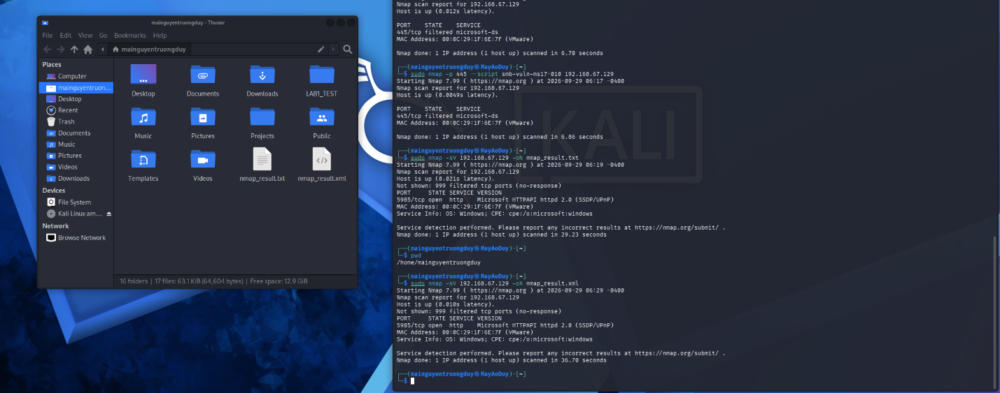 mainguyentruongduy - Thunar
File Edit View Go Bookmarks Help
mainguyentruongduy
Places
Computer
mainguyentruon...
Desktop
Recent
Trash
Documents
Music
Pictures
Videos
Downloads
Devices
File System
Kali Linux am...
Network
Browse Network
Desktop Documents Downloads LAB1_TEST
Music Pictures Projects Public
Templates Videos nmap_result.txt nmap_result.xml
16 folders | 17 files: 63.1 KiB (64,604 bytes) | Free space: 12.9 GiB
KALI
Nmap scan report for 192.168.67.129
Host is up (0.012s latency).
PORT STATE SERVICE
445/tcp filtered microsoft-ds
MAC Address: 00:0C:29:1F:6E:7F (VMware)
Nmap done: 1 IP address (1 host up) scanned in 6.70 seconds
┌──(mainguyentruongduy㉿MayAoDuy)-[~]
└─$ sudo nmap -p 445 --script smb-vuln-ms17-010 192.168.67.129
Starting Nmap 7.99 ( https://nmap.org ) at 2026-09-29 06:17 -0400
Nmap scan report for 192.168.67.129
Host is up (0.0049s latency).
PORT STATE SERVICE
445/tcp filtered microsoft-ds
MAC Address: 00:0C:29:1F:6E:7F (VMware)
Nmap done: 1 IP address (1 host up) scanned in 6.86 seconds
┌──(mainguyentruongduy㉿MayAoDuy)-[~]
└─$ sudo nmap -sV 192.168.67.129 -oN nmap_result.txt
Starting Nmap 7.99 ( https://nmap.org ) at 2026-09-29 06:19 -0400
Nmap scan report for 192.168.67.129
Host is up (0.021s latency).
Not shown: 999 filtered tcp ports (no-response)
PORT STATE SERVICE VERSION
5985/tcp open http Microsoft HTTPAPI httpd 2.0 (SSDP/UPnP)
MAC Address: 00:0C:29:1F:6E:7F (VMware)
Service Info: OS: Windows; CPE: cpe:/o:microsoft:windows
Service detection performed. Please report any incorrect results at https://nmap.org/submit/ .
Nmap done: 1 IP address (1 host up) scanned in 29.23 seconds
┌──(mainguyentruongduy㉿MayAoDuy)-[~]
└─$ pwd
/home/mainguyentruongduy
┌──(mainguyentruongduy㉿MayAoDuy)-[~]
└─$ sudo nmap -sV 192.168.67.129 -oX nmap_result.xml
Starting Nmap 7.99 ( https://nmap.org ) at 2026-09-29 06:29 -0400
Nmap scan report for 192.168.67.129
Host is up (0.010s latency).
Not shown: 999 filtered tcp ports (no-response)
PORT STATE SERVICE VERSION
5985/tcp open http Microsoft HTTPAPI httpd 2.0 (SSDP/UPnP)
MAC Address: 00:0C:29:1F:6E:7F (VMware)
Service Info: OS: Windows; CPE: cpe:/o:microsoft:windows
Service detection performed. Please report any incorrect results at https://nmap.org/submit/ .
Nmap done: 1 IP address (1 host up) scanned in 36.70 seconds
┌──(mainguyentruongduy㉿MayAoDuy)-[~]
└─$